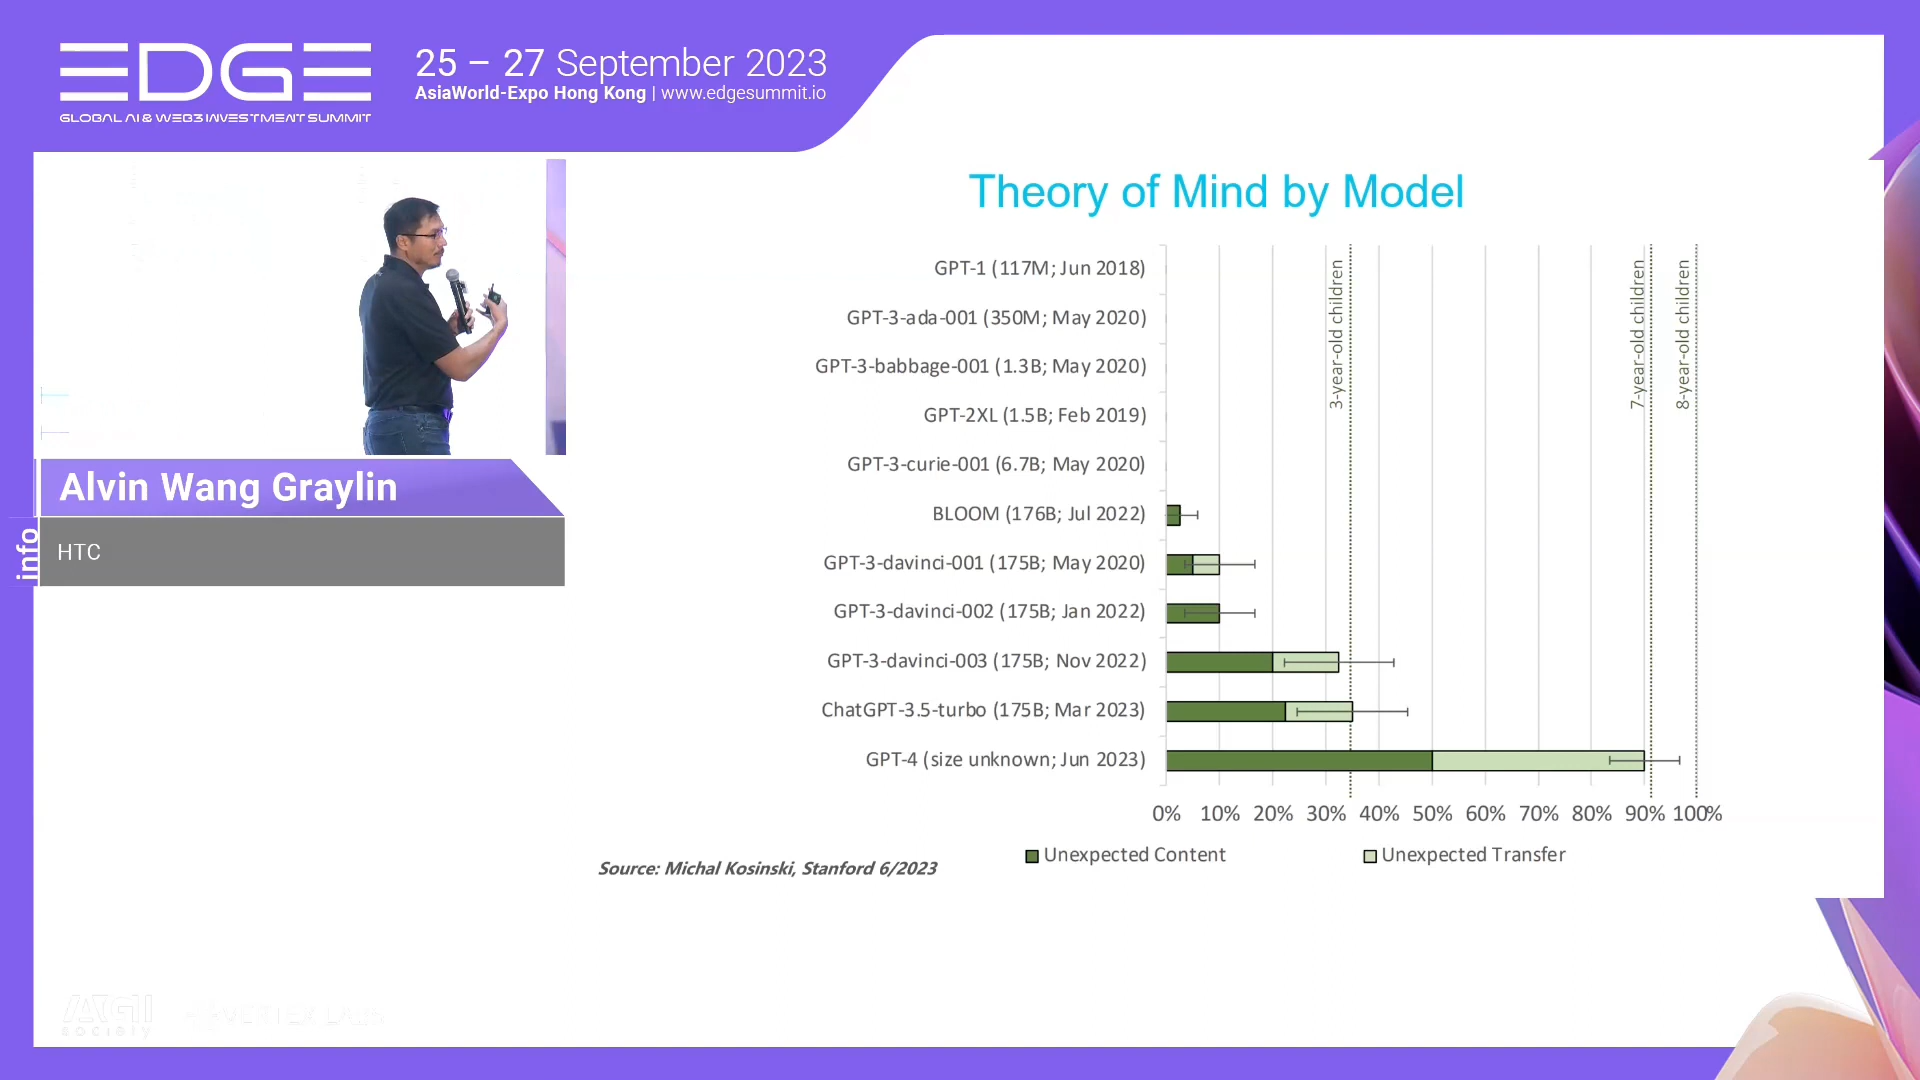 EDGE
GLOBAL AI & WEB3 INVESTMENT SUMMIT
25 – 27 September 2023
AsiaWorld-Expo Hong Kong | www.edgesummit.io
Alvin Wang Graylin
info
HTC
Theory of Mind by Model
3-year-old children
7-year-old children
8-year-old children
GPT-1 (117M; Jun 2018)
GPT-3-ada-001 (350M; May 2020)
GPT-3-babbage-001 (1.3B; May 2020)
GPT-2XL (1.5B; Feb 2019)
GPT-3-curie-001 (6.7B; May 2020)
BLOOM (176B; Jul 2022)
GPT-3-davinci-001 (175B; May 2020)
GPT-3-davinci-002 (175B; Jan 2022)
GPT-3-davinci-003 (175B; Nov 2022)
ChatGPT-3.5-turbo (175B; Mar 2023)
GPT-4 (size unknown; Jun 2023)
0% 10% 20% 30% 40% 50% 60% 70% 80% 90% 100%
Unexpected Content Unexpected Transfer
Source: Michal Kosinski, Stanford 6/2023
AGI
SOCIETY
VERTEX LABS